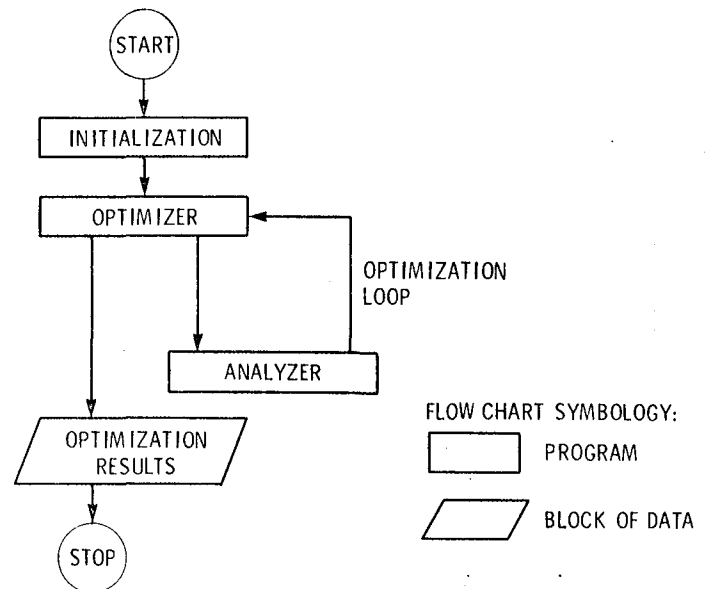 START
INITIALIZATION
OPTIMIZER
OPTIMIZATION
LOOP
ANALYZER
OPTIMIZATION
RESULTS
STOP
FLOW CHART SYMBOLOGY:
PROGRAM
BLOCK OF DATA